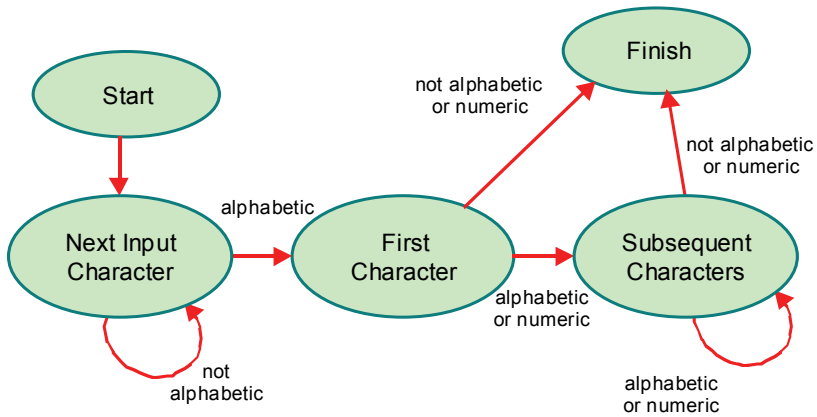 Start
Finish
not alphabetic
or numeric
not alphabetic
or numeric
alphabetic
Next Input
Character
First
Character
Subsequent
Characters
alphabetic
or numeric
not
alphabetic
alphabetic
or numeric